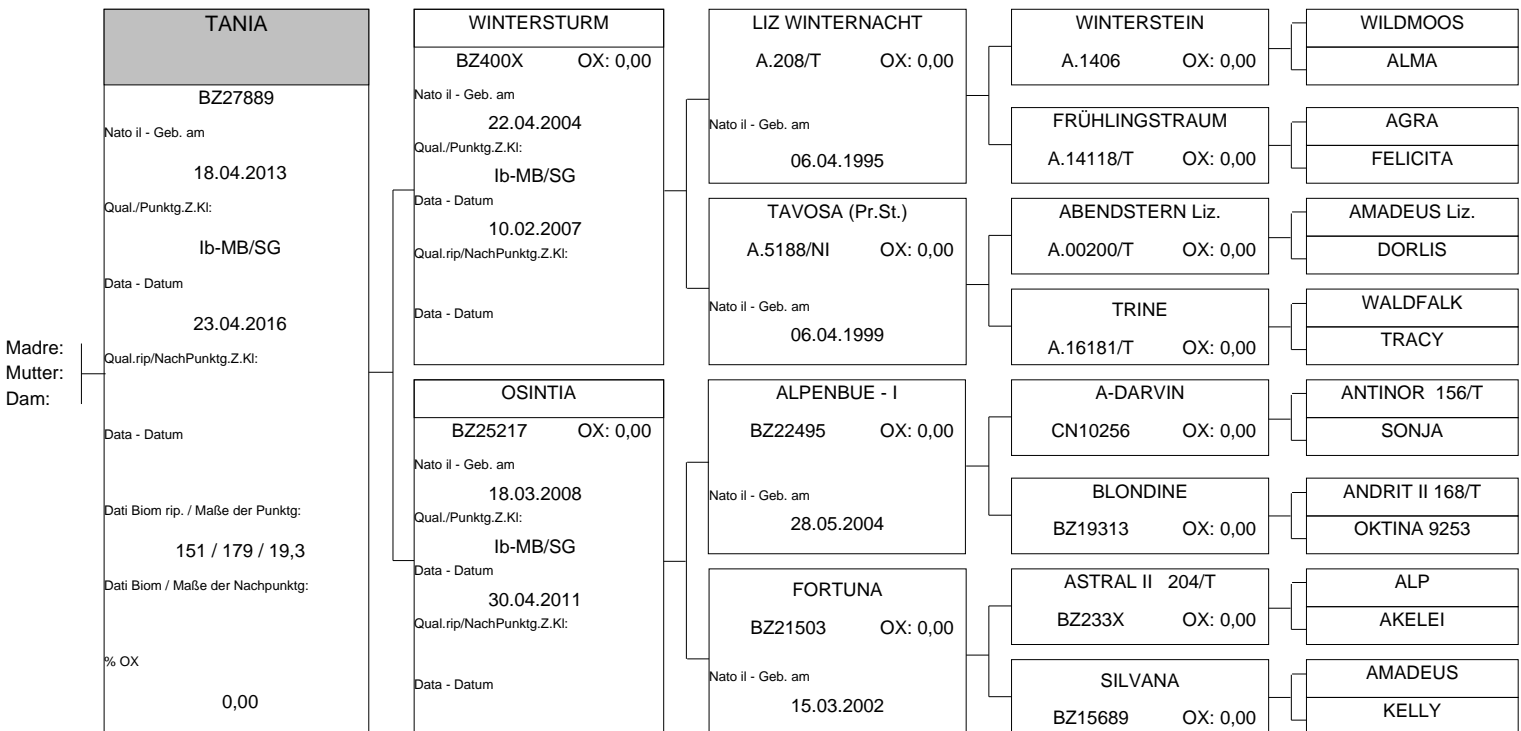 Madre:
Mutter:
Dam:
TANIA
BZ27889
Nato il - Geb. am
18.04.2013
Qual./Punktg.Z.Kl:
Ib-MB/SG
Data - Datum
23.04.2016
Qual.rip/NachPunktg.Z.Kl:
Data - Datum
Dati Biom rip. / Maße der Punktg:
151 / 179 / 19,3
Dati Biom / Maße der Nachpunktg:
% OX
0,00
WINTERSTURM
BZ400X OX: 0,00
Nato il - Geb. am
22.04.2004
Qual./Punktg.Z.Kl:
Ib-MB/SG
Data - Datum
10.02.2007
Qual.rip/NachPunktg.Z.Kl:
Data - Datum
OSINTIA
BZ25217 OX: 0,00
Nato il - Geb. am
18.03.2008
Qual./Punktg.Z.Kl:
Ib-MB/SG
Data - Datum
30.04.2011
Qual.rip/NachPunktg.Z.Kl:
Data - Datum
LIZ WINTERNACHT
A.208/T OX: 0,00
Nato il - Geb. am
06.04.1995
TAVOSA (Pr.St.)
A.5188/NI OX: 0,00
Nato il - Geb. am
06.04.1999
ALPENBUE - I
BZ22495 OX: 0,00
Nato il - Geb. am
28.05.2004
FORTUNA
BZ21503 OX: 0,00
Nato il - Geb. am
15.03.2002
WINTERSTEIN
A.1406 OX: 0,00
FRÜHLINGSTRAUM
A.14118/T OX: 0,00
ABENDSTERN Liz.
A.00200/T OX: 0,00
TRINE
A.16181/T OX: 0,00
A-DARVIN
CN10256 OX: 0,00
BLONDINE
BZ19313 OX: 0,00
ASTRAL II 204/T
BZ233X OX: 0,00
SILVANA
BZ15689 OX: 0,00
WILDMOOS
ALMA
AGRA
FELICITA
AMADEUS Liz.
DORLIS
WALDFALK
TRACY
ANTINOR 156/T
SONJA
ANDRIT II 168/T
OKTINA 9253
ALP
AKELEI
AMADEUS
KELLY